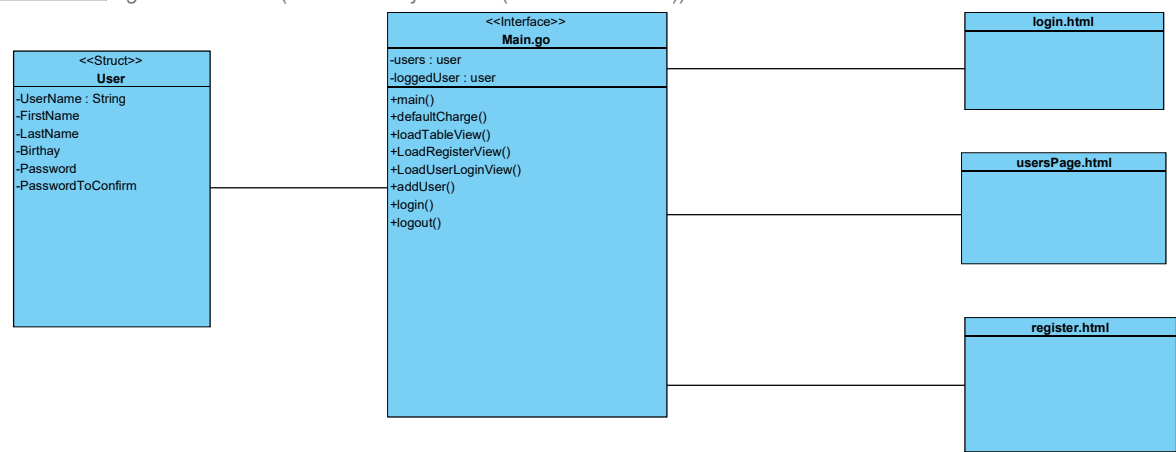 <<Struct>>
User
-UserName : String
-FirstName
-LastName
-Birthay
-Password
-PasswordToConfirm
<<Interface>>
Main.go
-users : user
-loggedUser : user
+main()
+defaultCharge()
+loadTableView()
+LoadRegisterView()
+LoadUserLoginView()
+addUser()
+login()
+logout()
login.html
usersPage.html
register.html